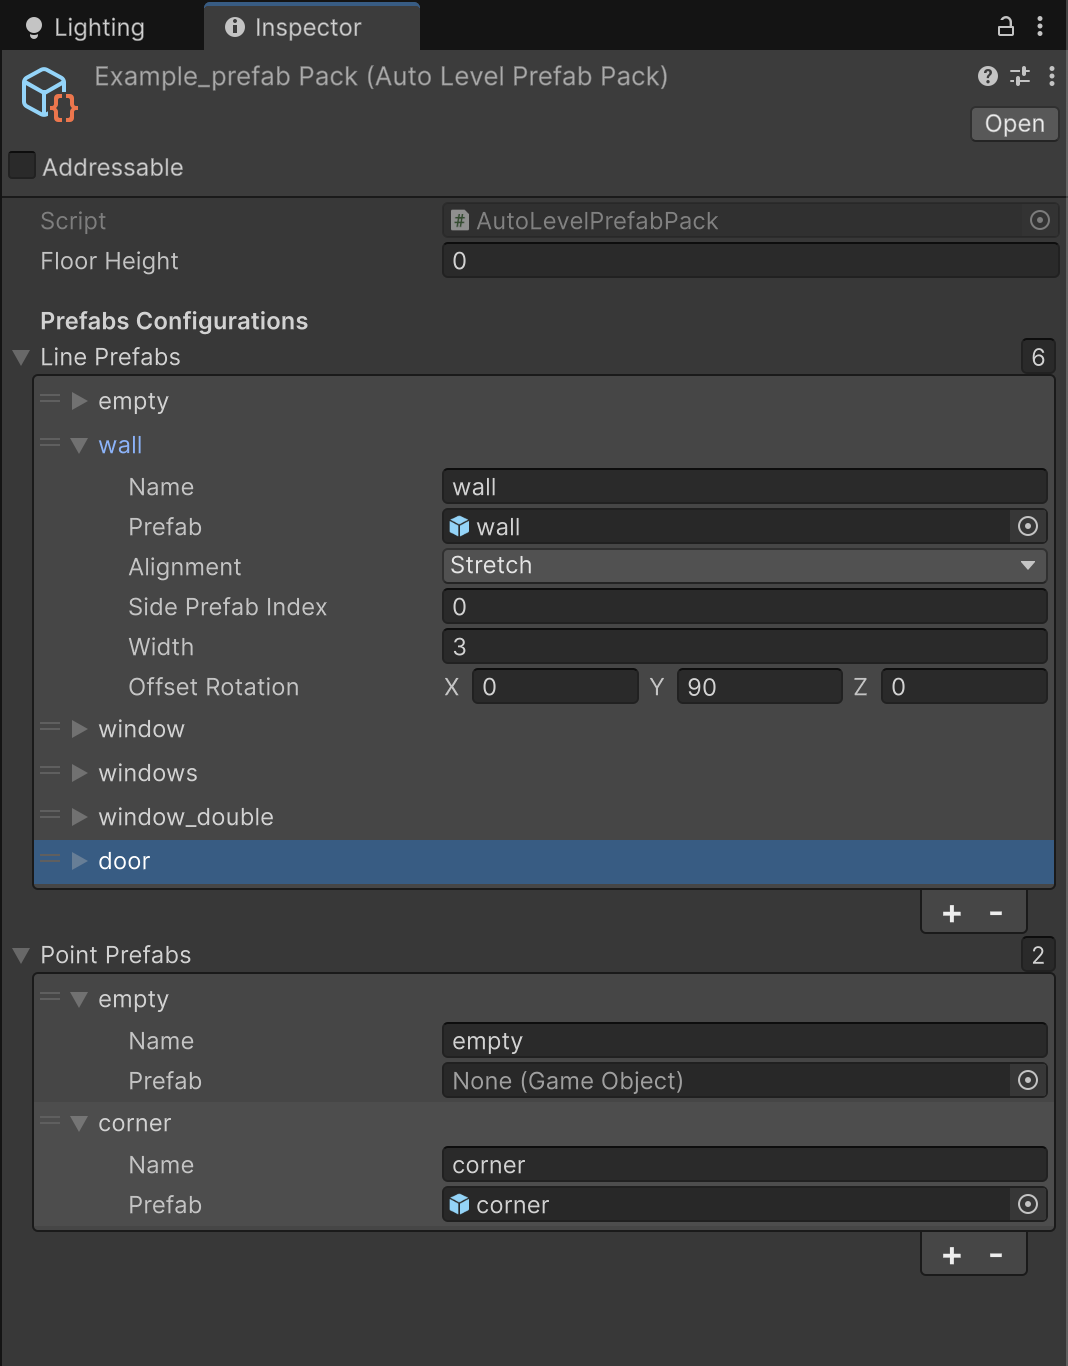 Lighting
Inspector
Example_prefab Pack (Auto Level Prefab Pack)
Open
Addressable
Script
# AutoLevelPrefabPack
Floor Height 0
Prefabs Configurations
Line Prefabs 6
empty
wall
Name wall
Prefab wall
Alignment Stretch
Side Prefab Index 0
Width 3
Offset Rotation X 0 Y 90 Z 0
window
windows
window_double
door
+ -
Point Prefabs 2
empty
Name empty
Prefab None (Game Object)
corner
Name corner
Prefab corner
+ -